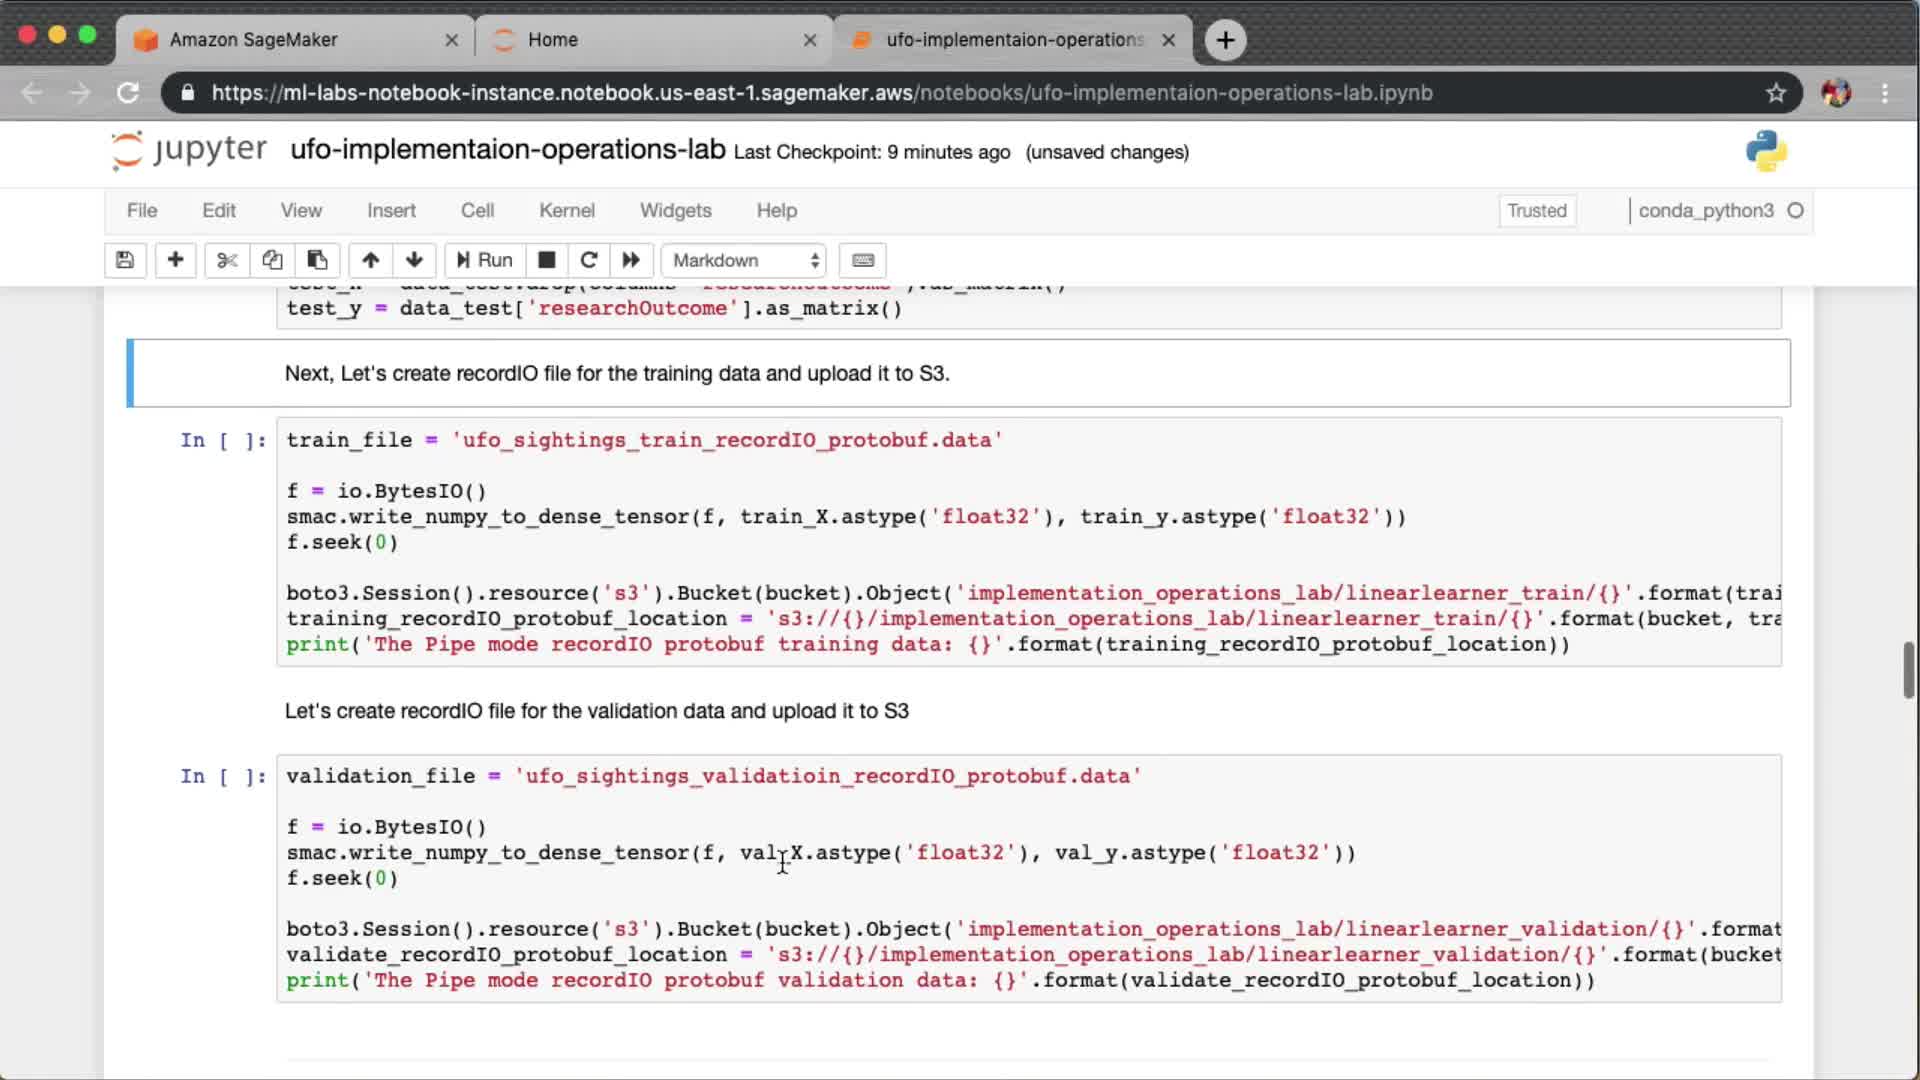 Amazon SageMaker
Home
ufo-implementaion-operations
https://ml-labs-notebook-instance.notebook.us-east-1.sagemaker.aws/notebooks/ufo-implementaion-operations-lab.ipynb
jupyter ufo-implementaion-operations-lab Last Checkpoint: 9 minutes ago (unsaved changes)
File Edit View Insert Cell Kernel Widgets Help Trusted conda_python3
Run Markdown
test_y = data_test['researchOutcome'].as_matrix()
Next, Let's create recordIO file for the training data and upload it to S3.
In [ ]: train_file = 'ufo_sightings_train_recordIO_protobuf.data'
f = io.BytesIO()
smac.write_numpy_to_dense_tensor(f, train_X.astype('float32'), train_y.astype('float32'))
f.seek(0)
boto3.Session().resource('s3').Bucket(bucket).Object('implementation_operations_lab/linearlearner_train/{}'.format(trai
training_recordIO_protobuf_location = 's3://{}/implementation_operations_lab/linearlearner_train/{}'.format(bucket, tra
print('The Pipe mode recordIO protobuf training data: {}'.format(training_recordIO_protobuf_location))
Let's create recordIO file for the validation data and upload it to S3
In [ ]: validation_file = 'ufo_sightings_validatioin_recordIO_protobuf.data'
f = io.BytesIO()
smac.write_numpy_to_dense_tensor(f, val_X.astype('float32'), val_y.astype('float32'))
f.seek(0)
boto3.Session().resource('s3').Bucket(bucket).Object('implementation_operations_lab/linearlearner_validation/{}'.format
validate_recordIO_protobuf_location = 's3://{}/implementation_operations_lab/linearlearner_validation/{}'.format(bucket
print('The Pipe mode recordIO protobuf validation data: {}'.format(validate_recordIO_protobuf_location))